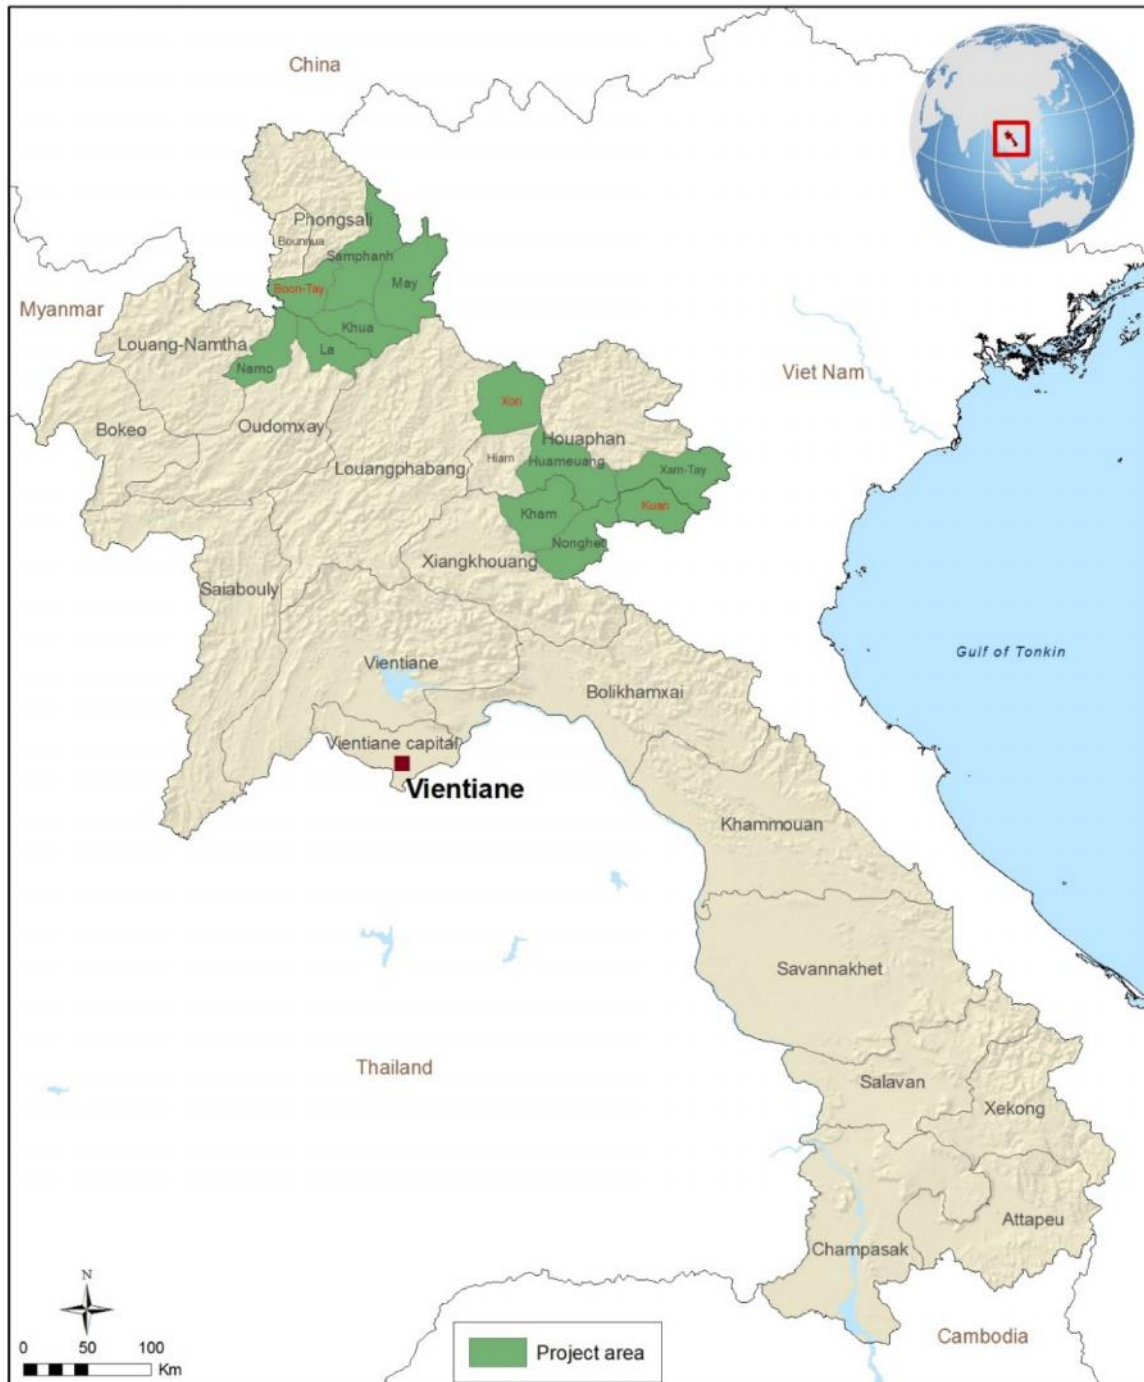 China
Phongsali
Bounnua
Samphanh
Boon-Tay
May
Myanmar
Khua
Louang-Namtha
La
Namo
Viet Nam
Xon
Bokeo
Oudomxay
Houaphan
Hiam
Huameuang
Louangphabang
Xam-Tay
Kham
Kuan
Nonghet
Xiangkhouang
Saiabouly
Gulf of Tonkin
Vientiane
Bolikhamxai
Vientiane capital
Vientiane
Khammouan
Savannakhet
Thailand
Salavan
Xekong
Attapeu
Champasak
N
Cambodia
0 50 100
Km
Project area